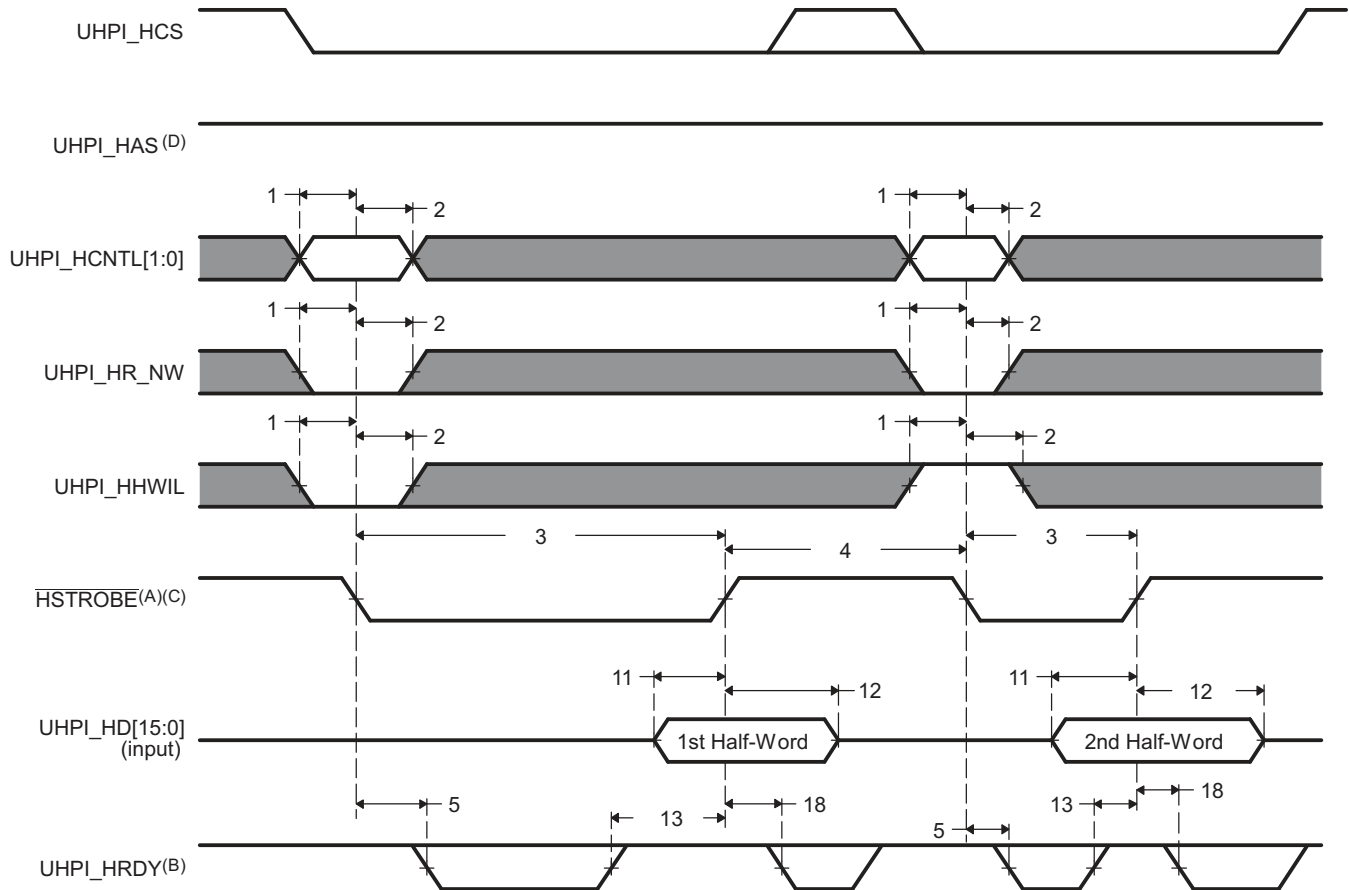 UHPI_HCS
UHPI_HAS (D)
1 2 1 2
UHPI_HCNTL[1:0]
1 2 1 2
UHPI_HR_NW
1 2 1 2
UHPI_HHWIL
3 4 3
HSTROBE(A)(C)
11 12 11 12
UHPI_HD[15:0]
(input)
1st Half-Word 2nd Half-Word
5 13 18 5 13 18
UHPI_HRDY(B)